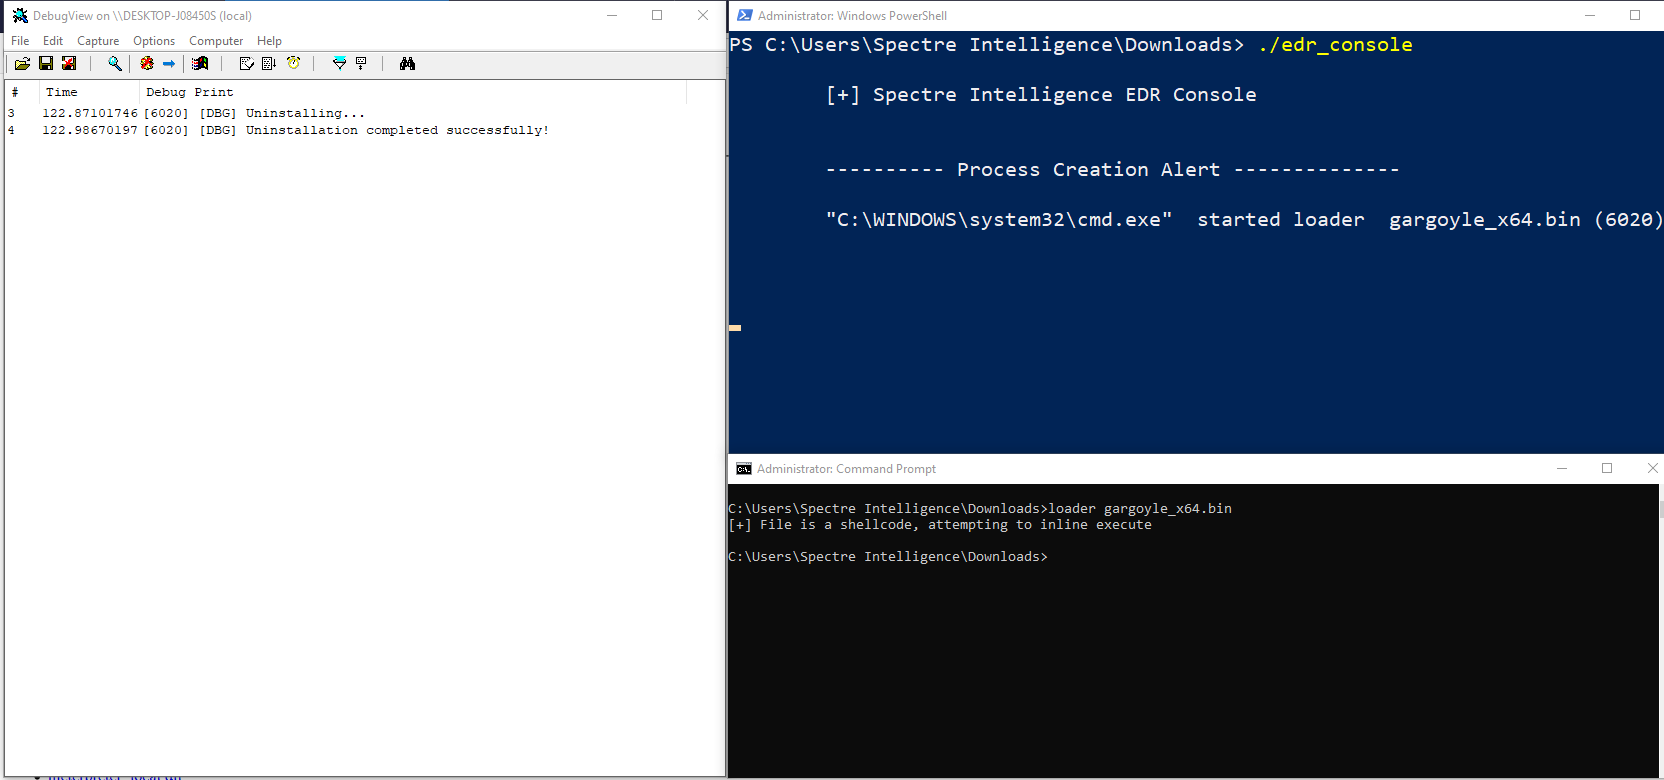 DebugView on \\DESKTOP-J08450S (local)
File Edit Capture Options Computer Help
# Time Debug Print
3 122.87101746 [6020] [DBG] Uninstalling...
4 122.98670197 [6020] [DBG] Uninstallation completed successfully!
Administrator: Windows PowerShell
PS C:\Users\Spectre Intelligence\Downloads> ./edr_console
[+] Spectre Intelligence EDR Console
---------- Process Creation Alert --------------
"C:\WINDOWS\system32\cmd.exe" started loader gargoyle_x64.bin (6020)
Administrator: Command Prompt
C:\Users\Spectre Intelligence\Downloads>loader gargoyle_x64.bin
[+] File is a shellcode, attempting to inline execute
C:\Users\Spectre Intelligence\Downloads>